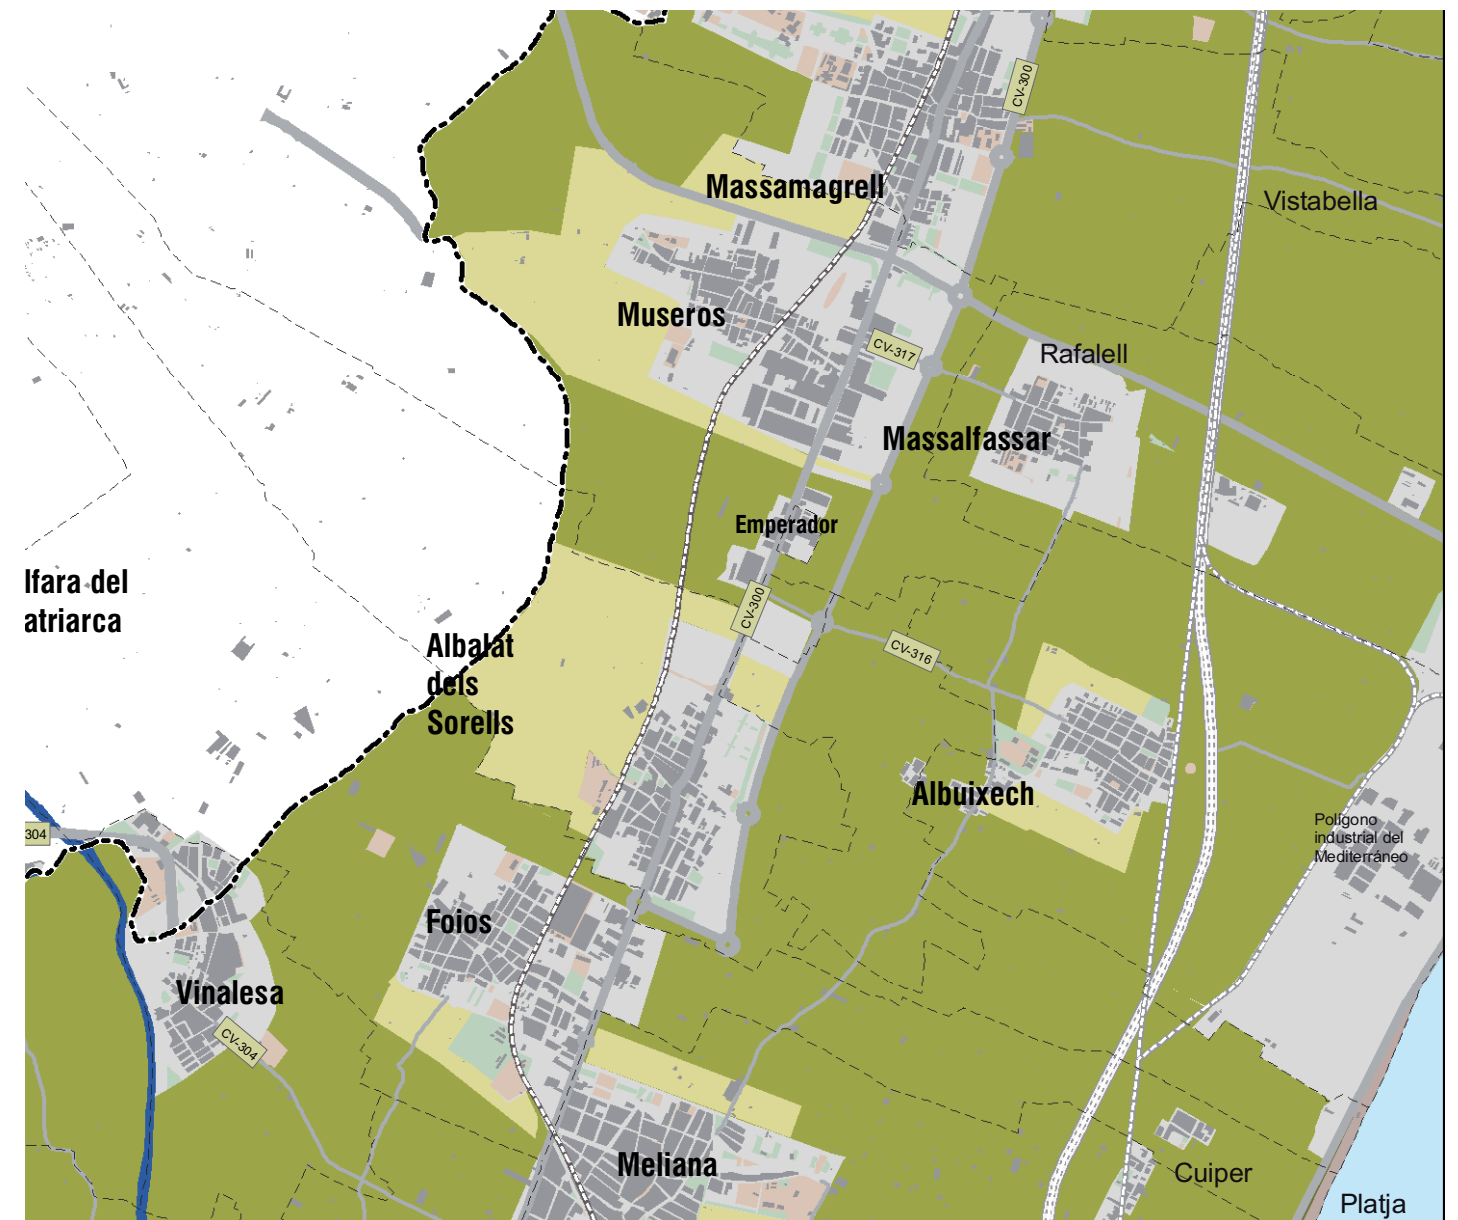 CV-300
Massamagrell
Vistabella
Museros
CV-317
Rafalell
Massalfassar
Emperador
lfara del
atriarca
CV-300
Albalat
dels
Sorells
CV-316
Albuixech
304
Polígono
industrial del
Mediterráneo
Foios
Vinalesa
CV-304
Meliana
Cuiper
Platja